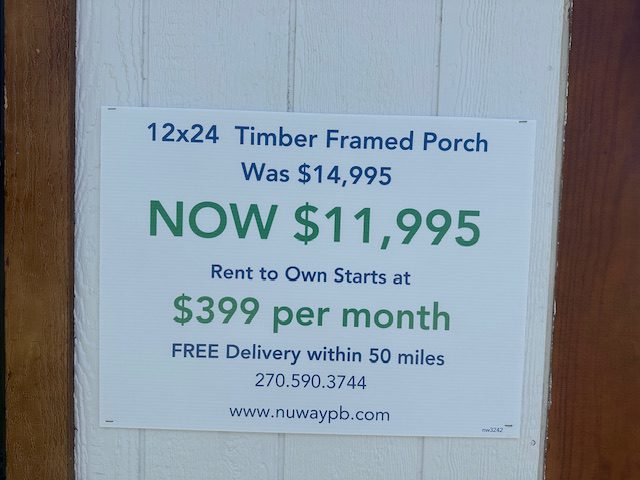 12x24 Timber Framed Porch
Was $14,995
NOW $11,995
Rent to Own Starts at
$399 per month
FREE Delivery within 50 miles
270.590.3744
www.nuwaypb.com
nw3242